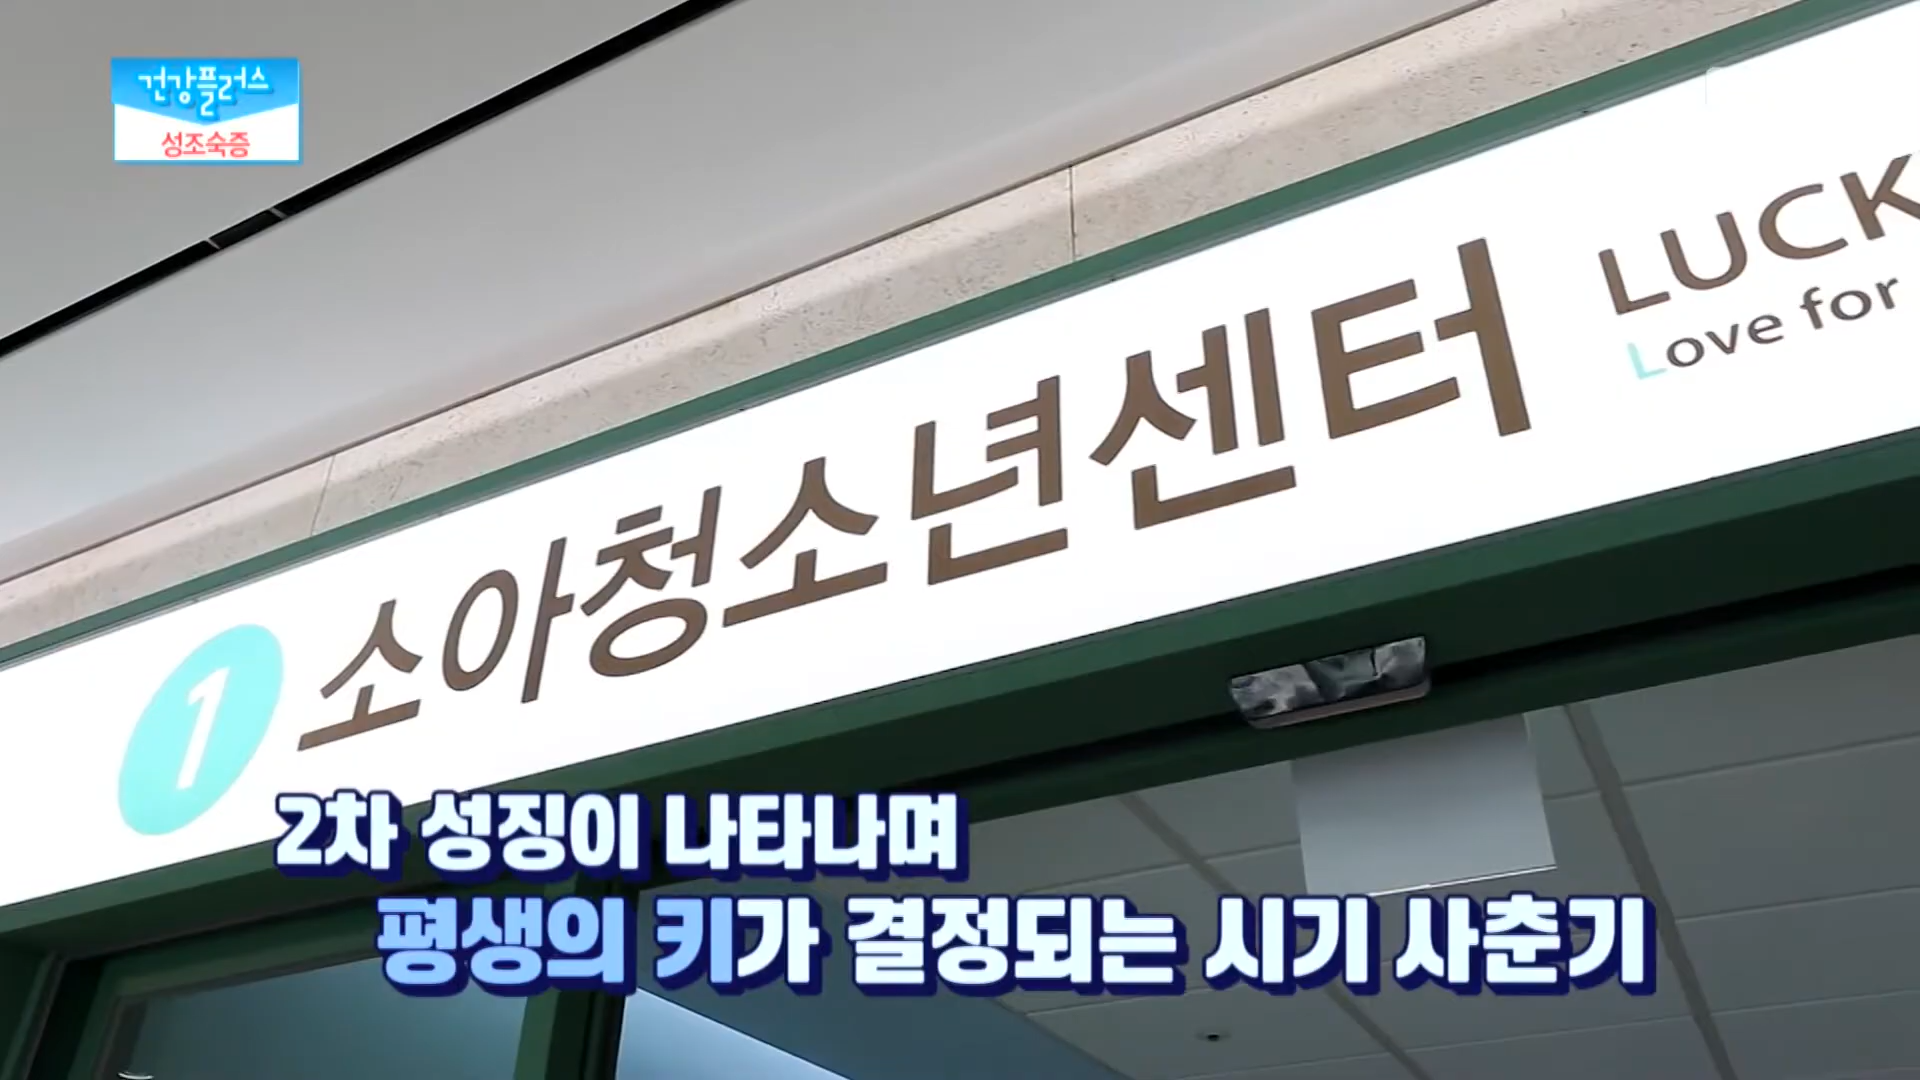 건강플러스
성조숙증
1 소아청소년센터
LUCK
Love for
2차 성징이 나타나며
평생의 키가 결정되는 시기 사춘기